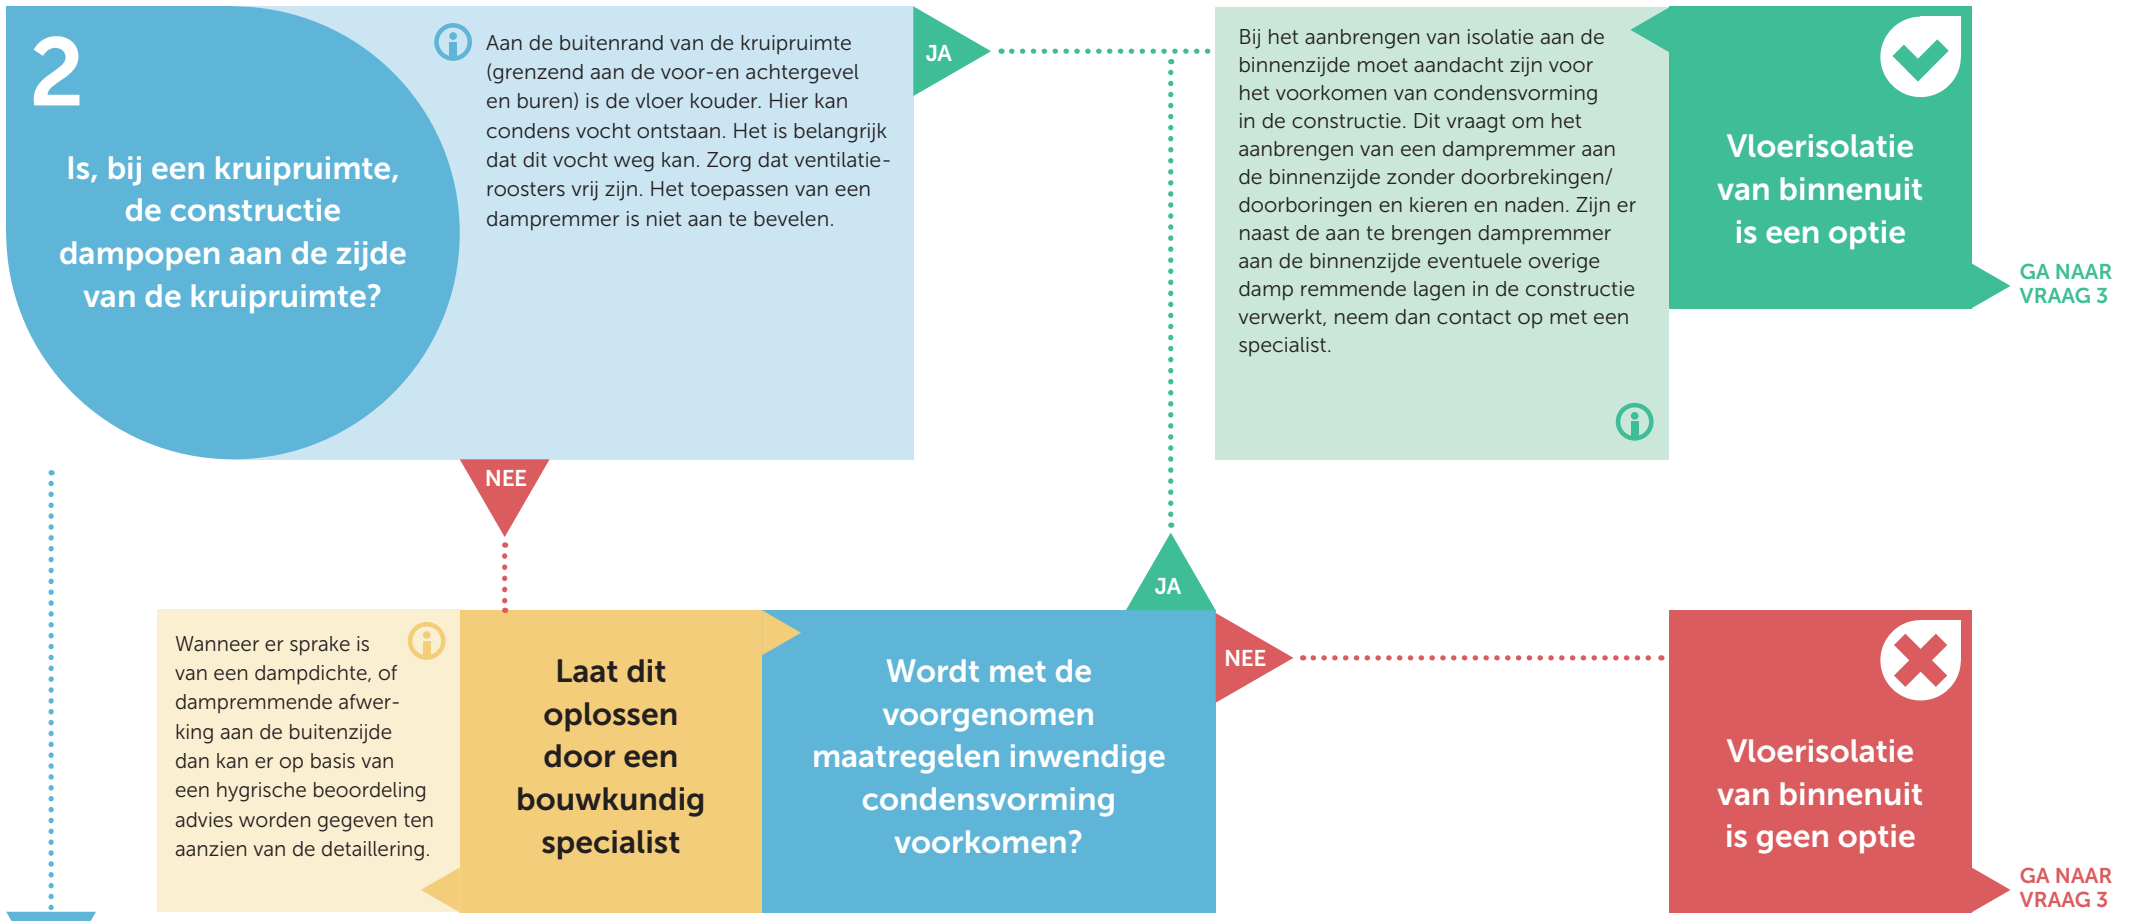 2
Is, bij een kruipruimte,
de constructie
dampopen aan de zijde
van de kruipruimte?
Aan de buitenrand van de kruipruimte
(grenzend aan de voor-en achtergevel
en buren) is de vloer kouder. Hier kan
condens vocht ontstaan. Het is belangrijk
dat dit vocht weg kan. Zorg dat ventilatie-
roosters vrij zijn. Het toepassen van een
dampremmer is niet aan te bevelen.
JA
Bij het aanbrengen van isolatie aan de
binnenzijde moet aandacht zijn voor
het voorkomen van condensvorming
in de constructie. Dit vraagt om het
aanbrengen van een dampremmer aan
de binnenzijde zonder doorbrekingen/
doorboringen en kieren en naden. Zijn er
naast de aan te brengen dampremmer
aan de binnenzijde eventuele overige
damp remmende lagen in de constructie
verwerkt, neem dan contact op met een
specialist.
Vloerisolatie
van binnenuit
is een optie
GA NAAR
VRAAG 3
NEE
Wanneer er sprake is
van een dampdichte, of
dampremmende afwer-
king aan de buitenzijde
dan kan er op basis van
een hygrische beoordeling
advies worden gegeven ten
aanzien van de detaillering.
Laat dit
oplossen
door een
bouwkundig
specialist
Wordt met de
voorgenomen
maatregelen inwendige
condensvorming
voorkomen?
JA
NEE
Vloerisolatie
van binnenuit
is geen optie
GA NAAR
VRAAG 3